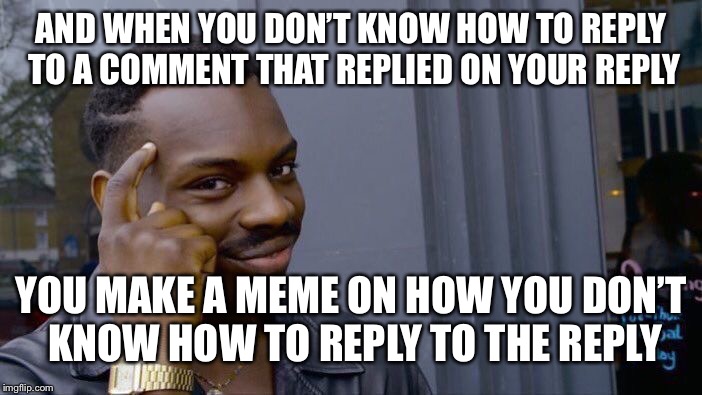 AND WHEN YOU DON'T KNOW HOW TO REPLY
TO A COMMENT THAT REPLIED ON YOUR REPLY
YOU MAKE A MEME ON HOW YOU DON'T
KNOW HOW TO REPLY TO THE REPLY
imgflip.com